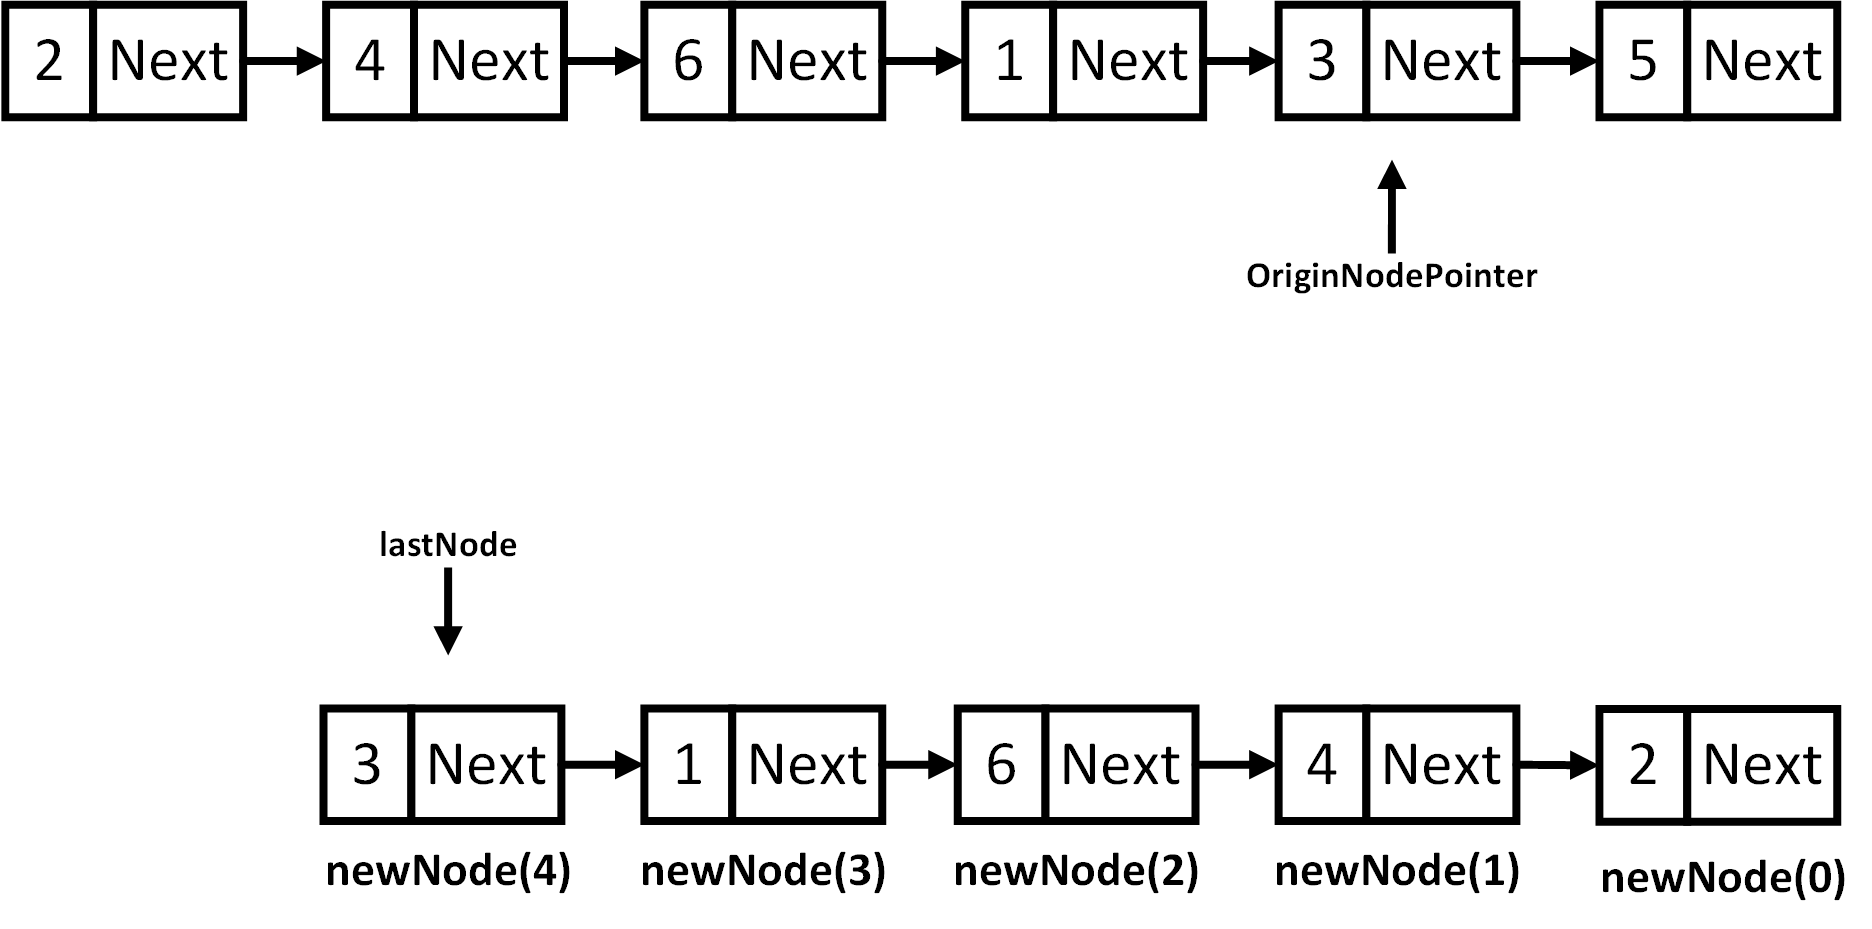 2 Next 4 Next 6 Next 1 Next 3 Next 5 Next
OriginNodePointer
lastNode
3 Next 1 Next 6 Next 4 Next 2 Next
newNode(4) newNode(3) newNode(2) newNode(1) newNode(0)